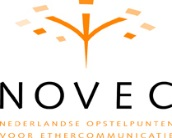 NOVEC
NEDERLANDSE OPSTELPUNTEN
VOOR ETHERCOMMUNICATIE